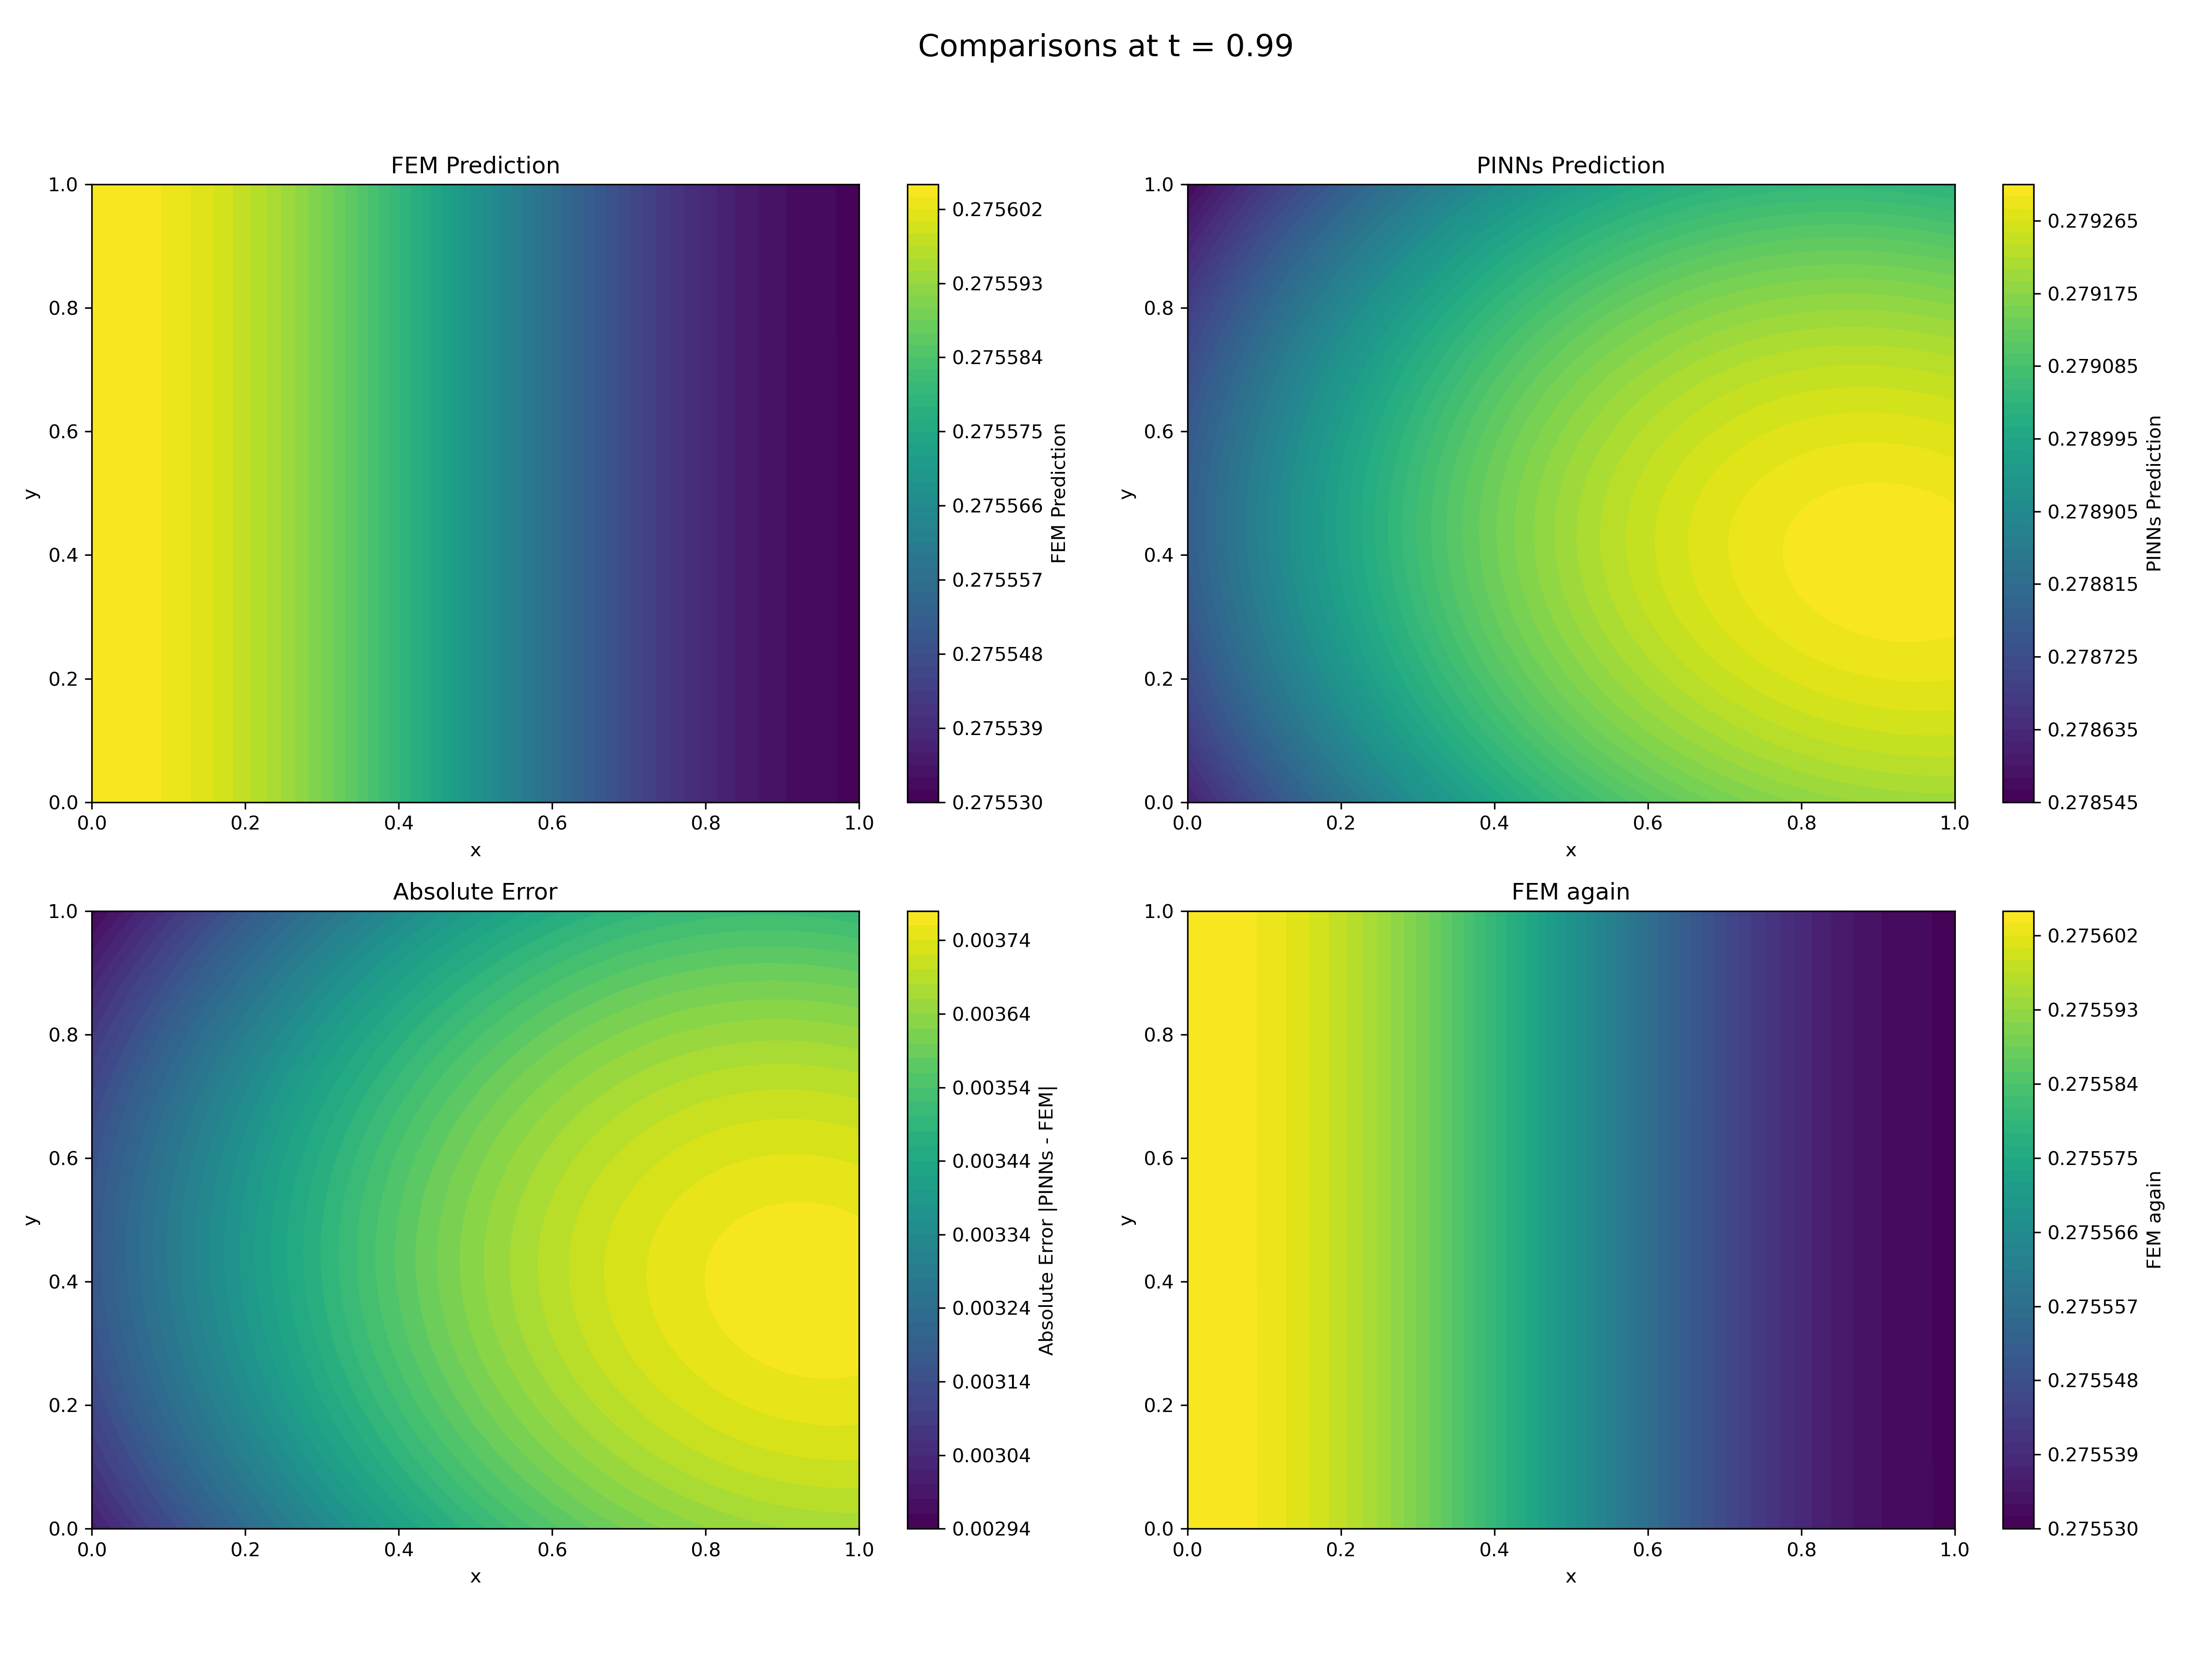 Comparisons at t = 0.99
FEM Prediction
1.0
0.8
0.6
0.4
0.2
0.0
y
0.0 0.2 0.4 0.6 0.8 1.0
x
0.275602
0.275593
0.275584
0.275575
0.275566
0.275557
0.275548
0.275539
0.275530
FEM Prediction
PINNs Prediction
1.0
0.8
0.6
0.4
0.2
0.0
y
0.0 0.2 0.4 0.6 0.8 1.0
x
0.279265
0.279175
0.279085
0.278995
0.278905
0.278815
0.278725
0.278635
0.278545
PINNs Prediction
Absolute Error
1.0
0.8
0.6
0.4
0.2
0.0
y
0.0 0.2 0.4 0.6 0.8 1.0
x
0.00374
0.00364
0.00354
0.00344
0.00334
0.00324
0.00314
0.00304
0.00294
Absolute Error |PINNs - FEM|
FEM again
1.0
0.8
0.6
0.4
0.2
0.0
y
0.0 0.2 0.4 0.6 0.8 1.0
x
0.275602
0.275593
0.275584
0.275575
0.275566
0.275557
0.275548
0.275539
0.275530
FEM again